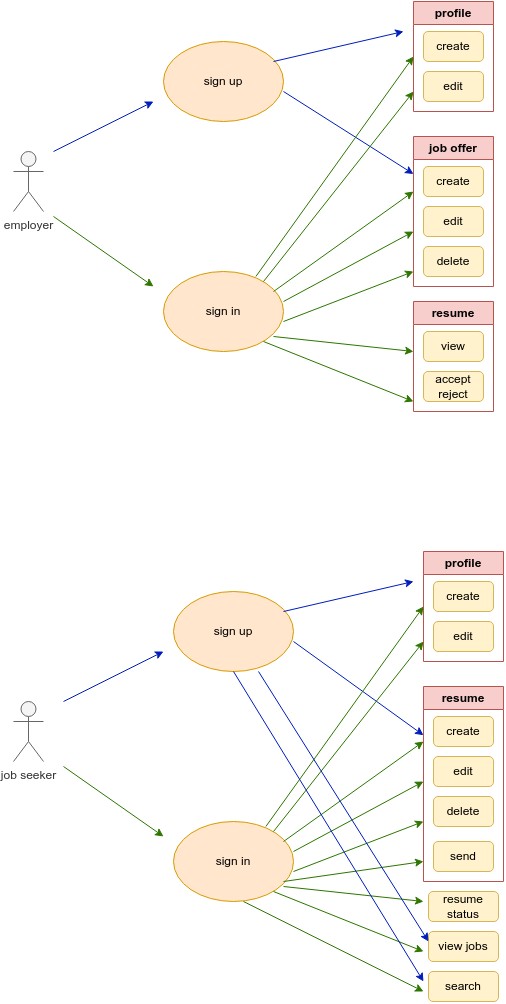 profile
create
sign up
edit
job offer
create
employer
edit
delete
sign in
resume
view
accept
reject
profile
create
sign up
edit
resume
create
job seeker
edit
delete
sign in
send
resume
status
view jobs
search